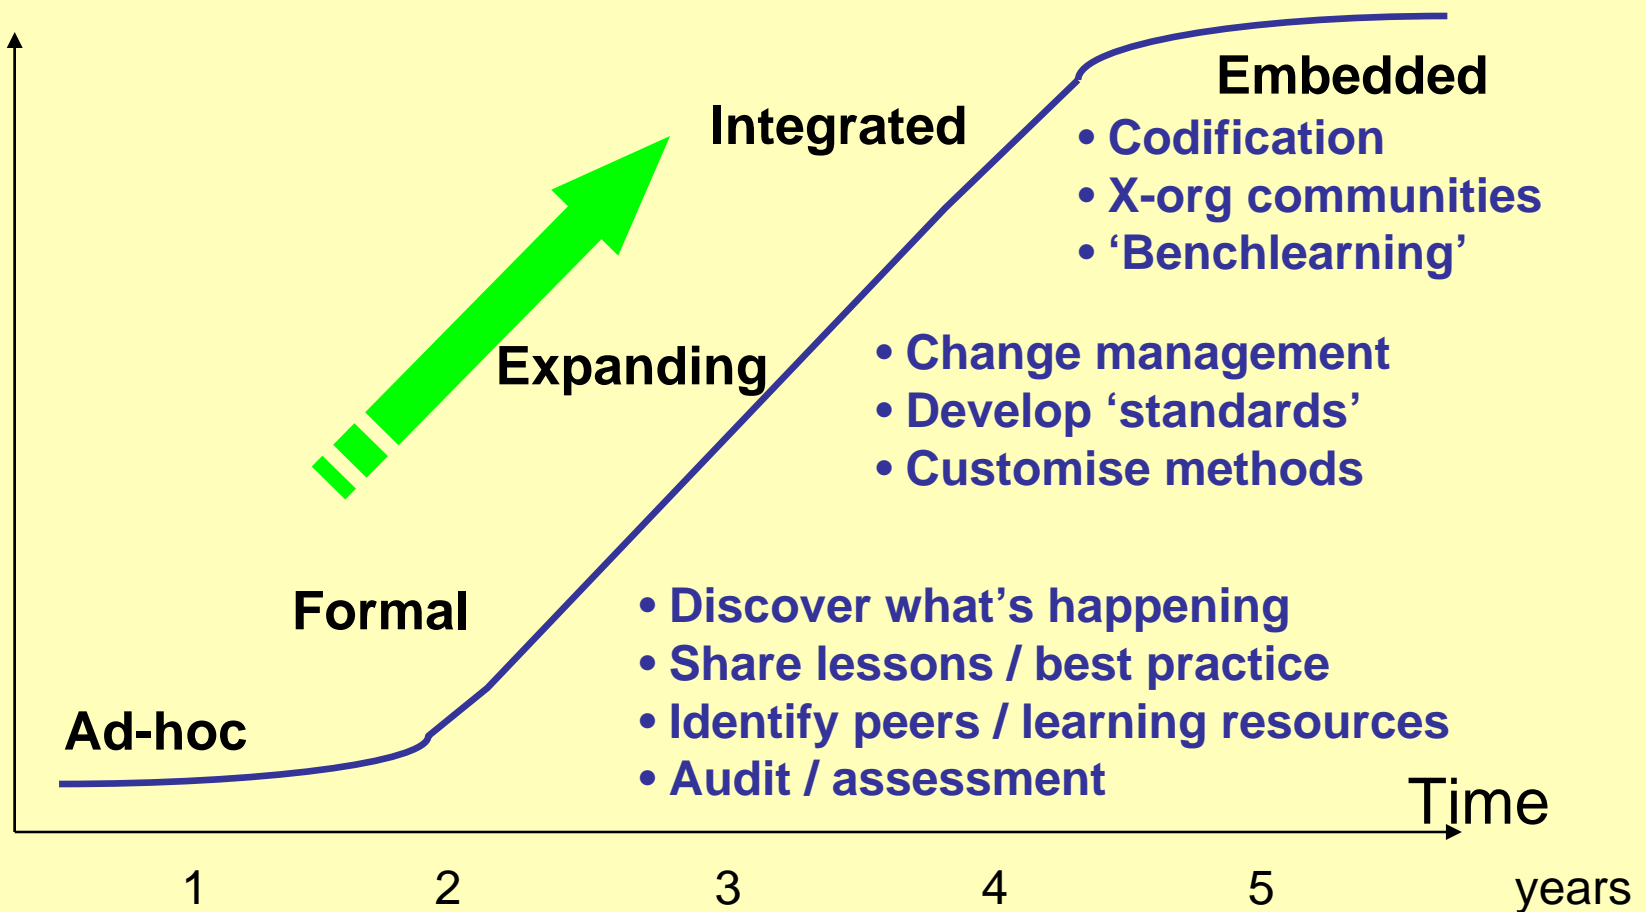 Embedded
• Codification
• X-org communities
• ‘Benchlearning’
Integrated
Expanding
• Change management
• Develop ‘standards’
• Customise methods
Formal
• Discover what’s happening
• Share lessons / best practice
• Identify peers / learning resources
• Audit / assessment
Ad-hoc
Time
1 2 3 4 5 years